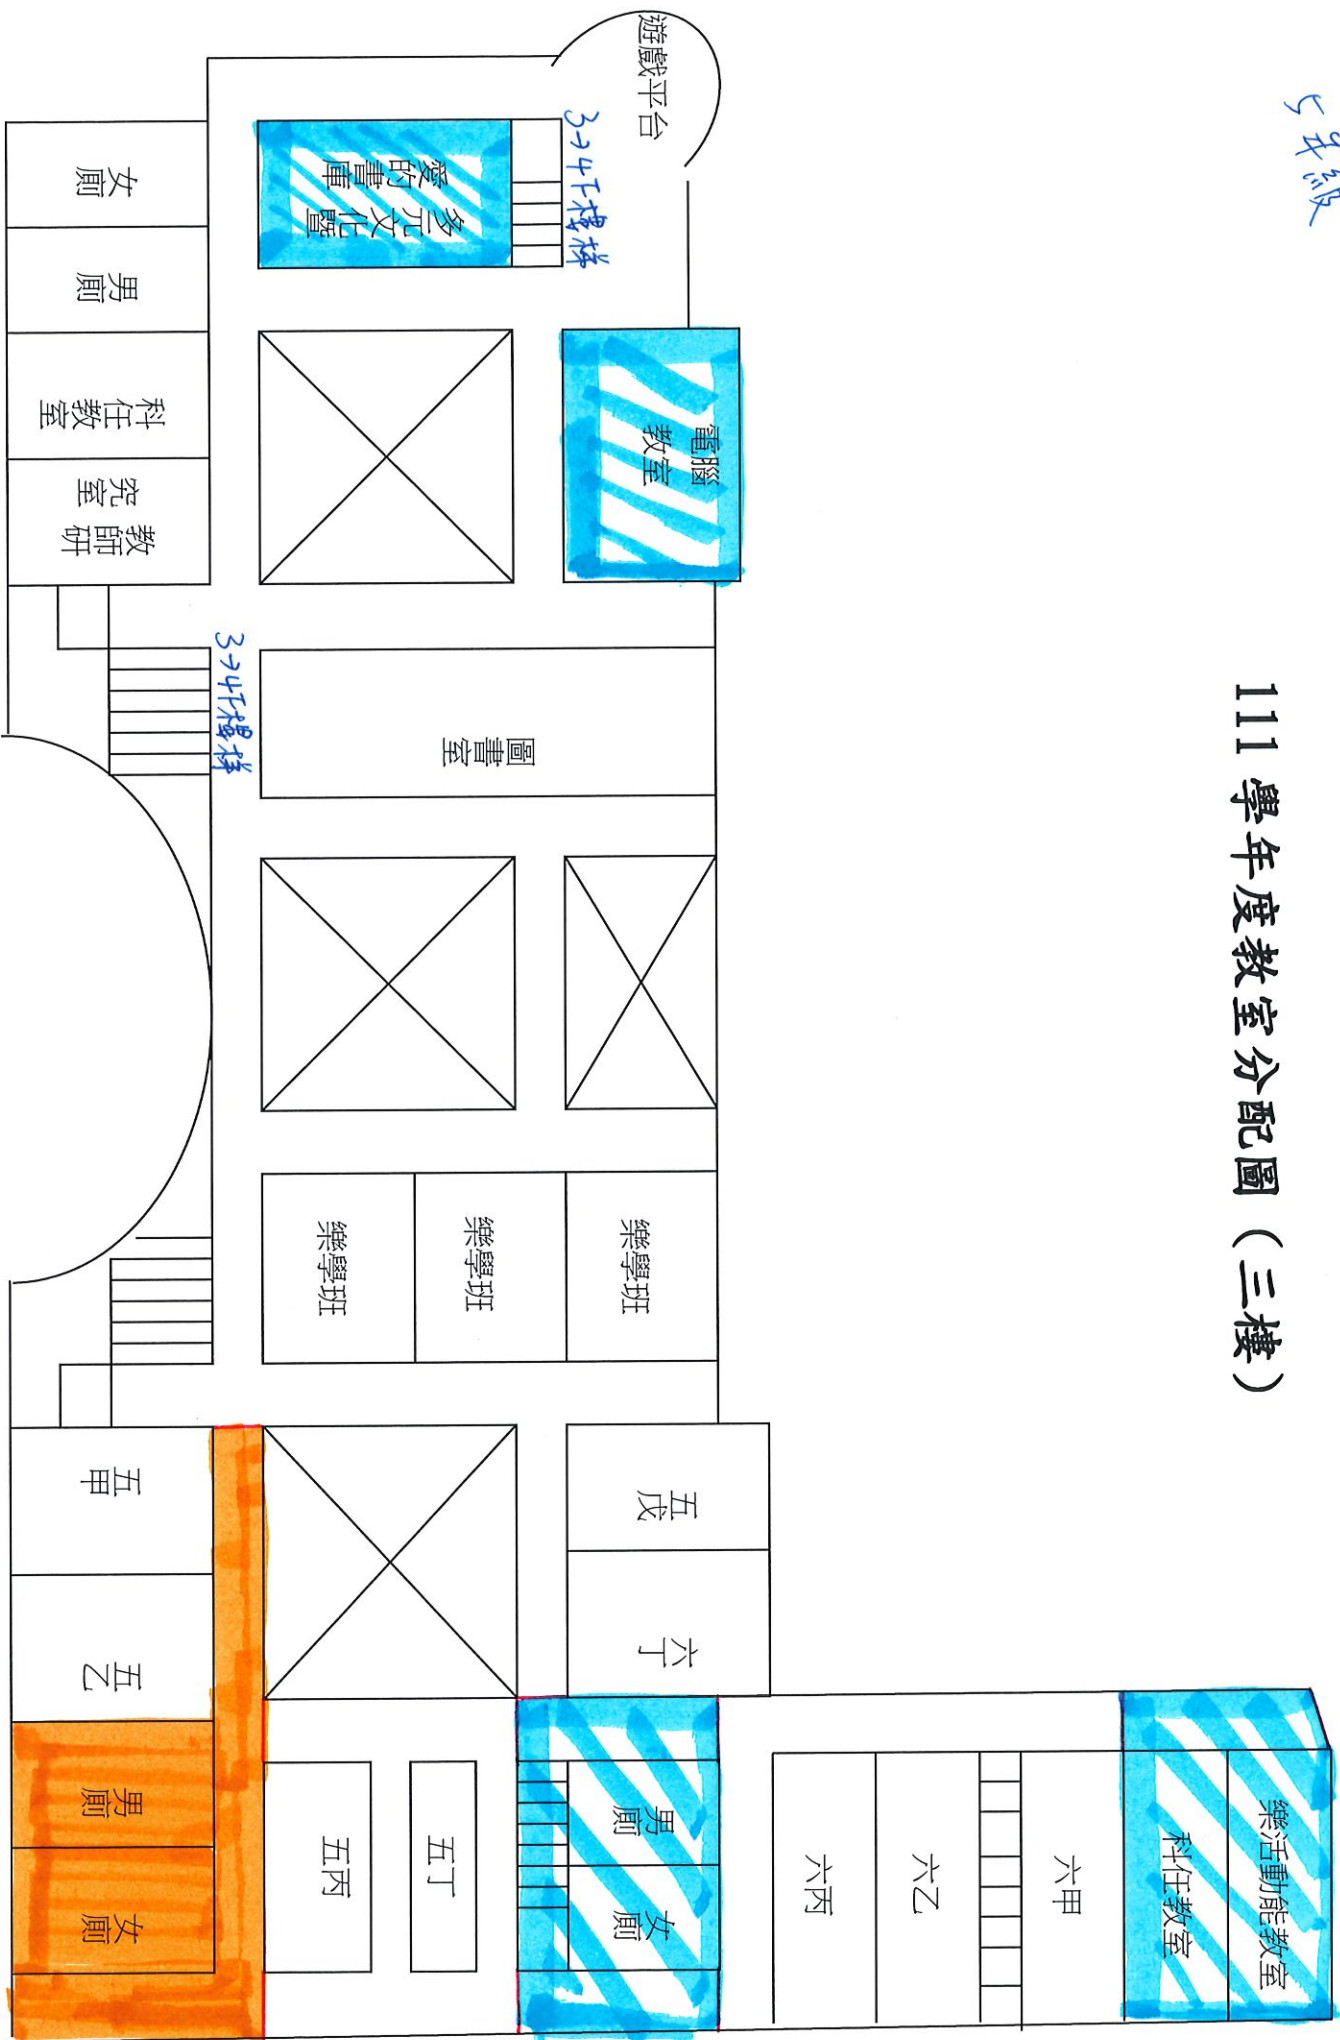 5年級
111 學年度教室分配圖（三樓）
遊戲平台
3→4F樓梯
多元文化暨
愛的書庫
電腦
教室
女廁
男廁
科任
教室
教師研
究室
3→4F樓梯
圖書室
樂學班
樂學班
樂學班
五戊
六丁
五甲
五乙
男廁
女廁
五丙
五丁
男廁
女廁
六丙
六乙
六甲
科任教室
樂活動能教室